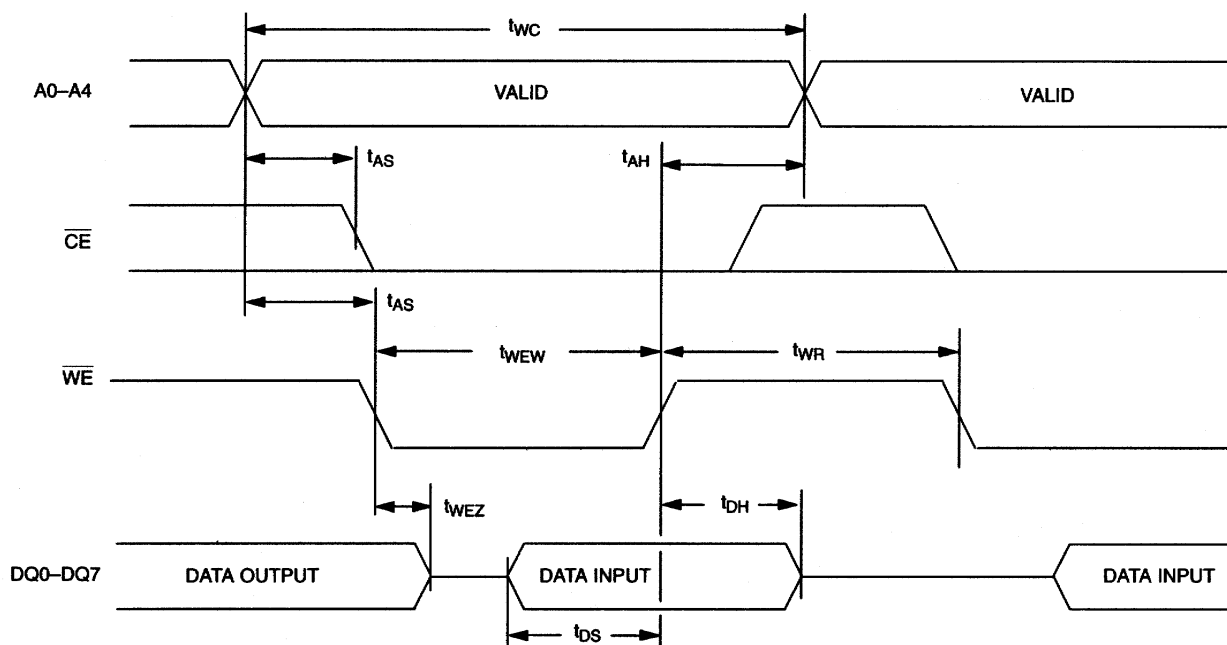 tWC
A0–A4 VALID VALID
tAS tAH
CE
tAS
tWEW tWR
WE
tWEZ tDH
DQ0–DQ7 DATA OUTPUT DATA INPUT DATA INPUT
tDS